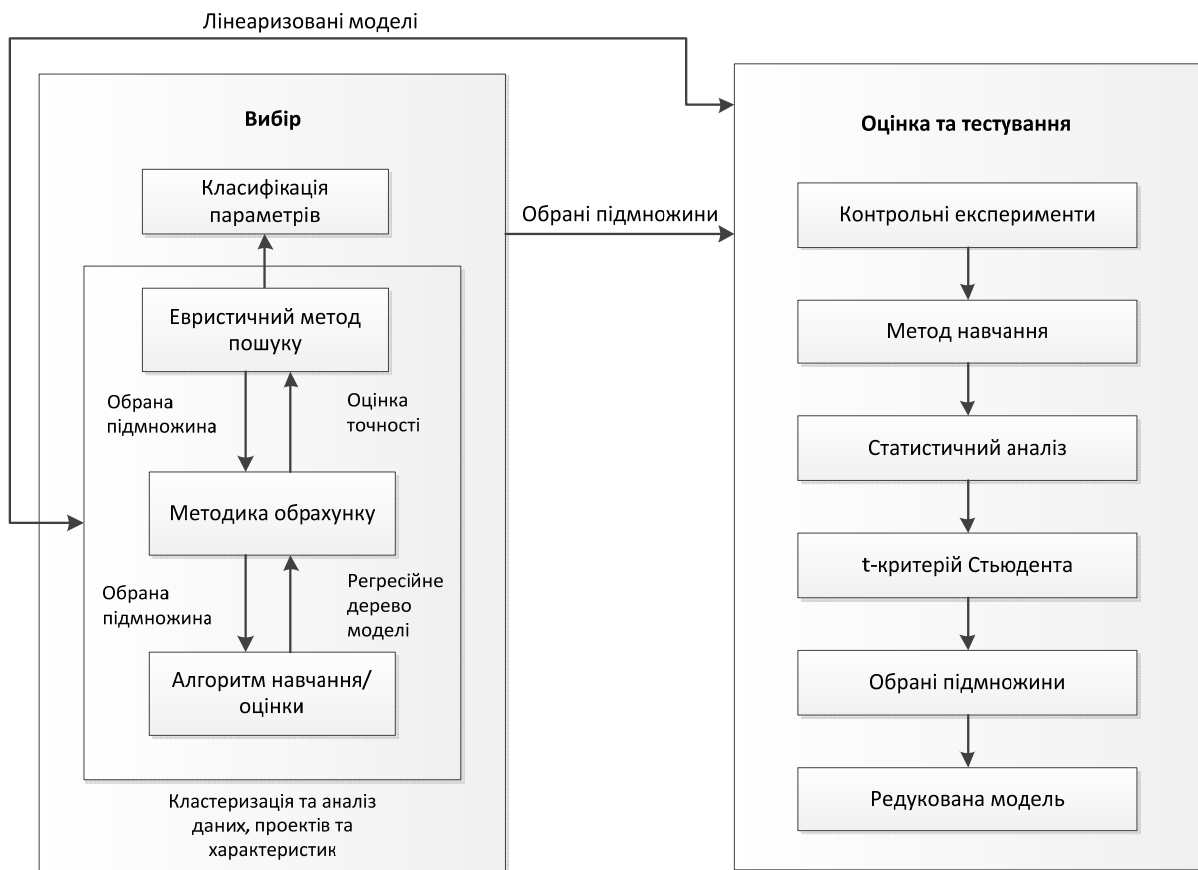 Лінеаризовані моделі
Вибір
Класифікація
параметрів
Евристичний метод
пошуку
Обрана
підмножина
Оцінка
точності
Методика обрахунку
Обрана
підмножина
Регресійне
дерево
моделі
Алгоритм навчання/
оцінки
Кластеризація та аналіз
даних, проектів та
характеристик
Обрані підмножини
Оцінка та тестування
Контрольні експерименти
Метод навчання
Статистичний аналіз
t-критерій Стьюдента
Обрані підмножини
Редукована модель